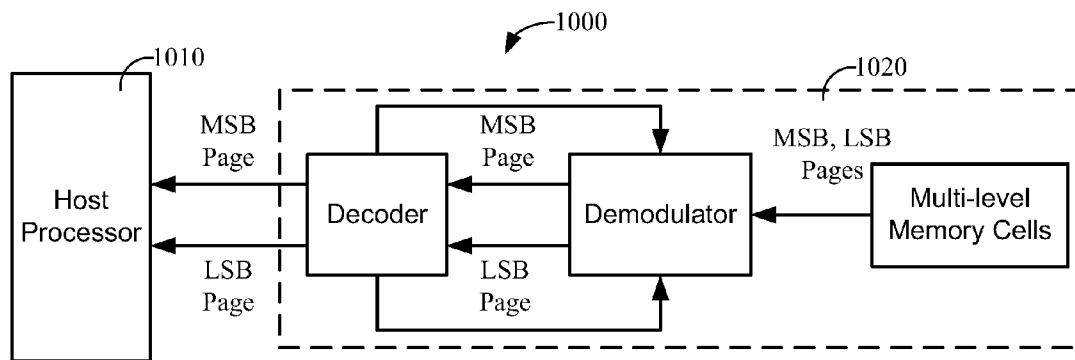 1000
1010
1020
MSB
Page
MSB
Page
MSB, LSB
Pages
Host
Processor
Decoder
Demodulator
Multi-level
Memory Cells
LSB
Page
LSB
Page